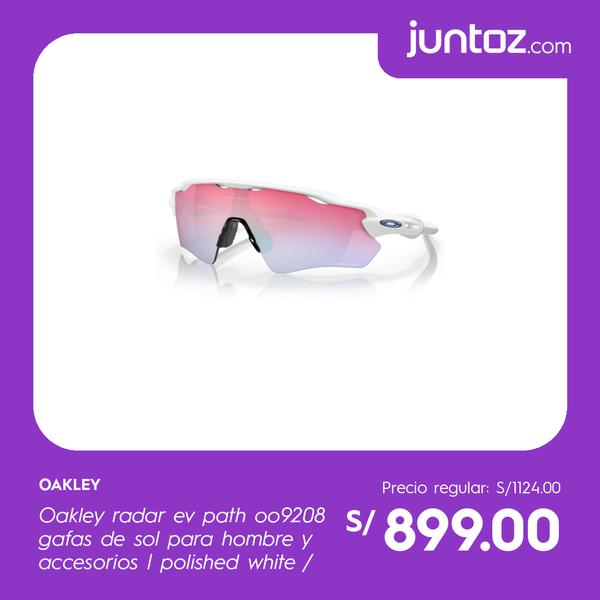 juntoz.com
OAKLEY
Oakley radar ev path oo9208
gafas de sol para hombre y
accesorios | polished white /
Precio regular: S/1124.00
S/ 899.00